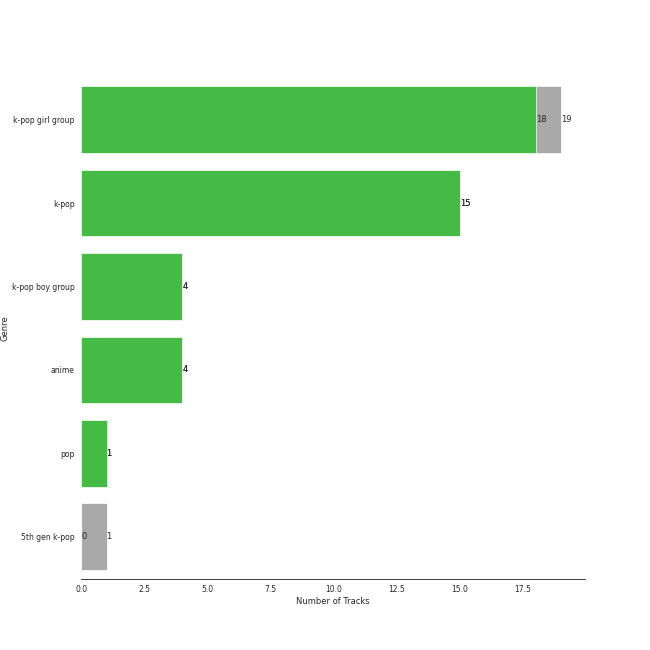 k-pop girl group 18 19
k-pop 15
k-pop boy group 4
anime 4
pop 1
5th gen k-pop 0 1
Genre
0.0 2.5 5.0 7.5 10.0 12.5 15.0 17.5
Number of Tracks